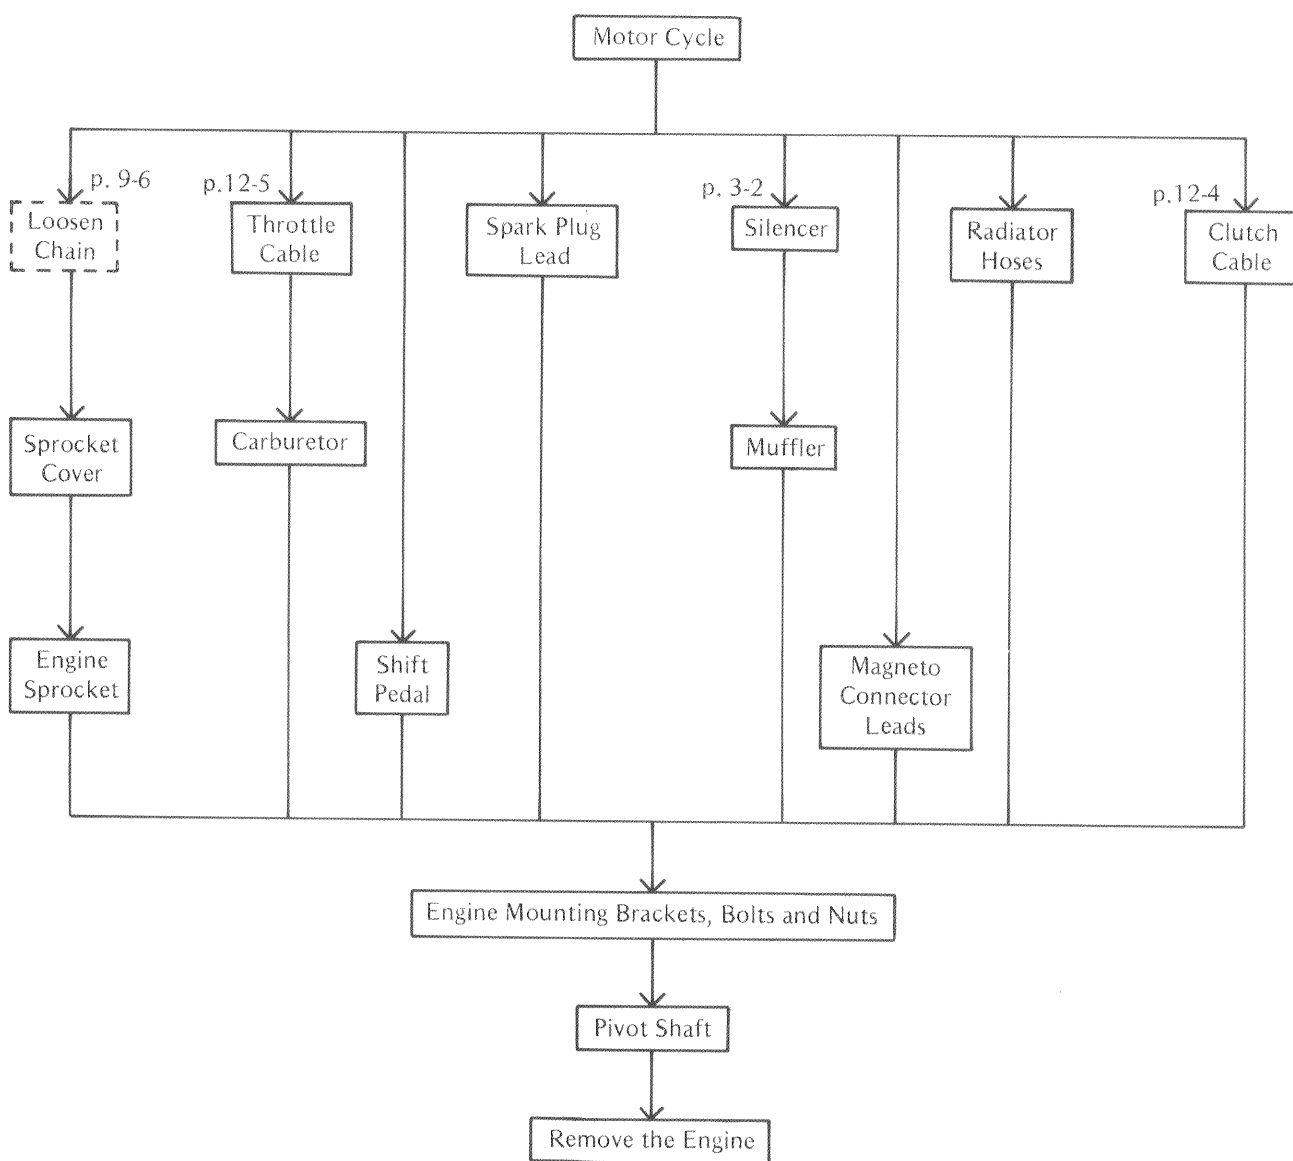 Motor Cycle
p. 9-6
Loosen
Chain
p.12-5
Throttle
Cable
Spark Plug
Lead
p. 3-2
Silencer
Radiator
Hoses
p.12-4
Clutch
Cable
Sprocket
Cover
Carburetor
Muffler
Engine
Sprocket
Shift
Pedal
Magneto
Connector
Leads
Engine Mounting Brackets, Bolts and Nuts
Pivot Shaft
Remove the Engine